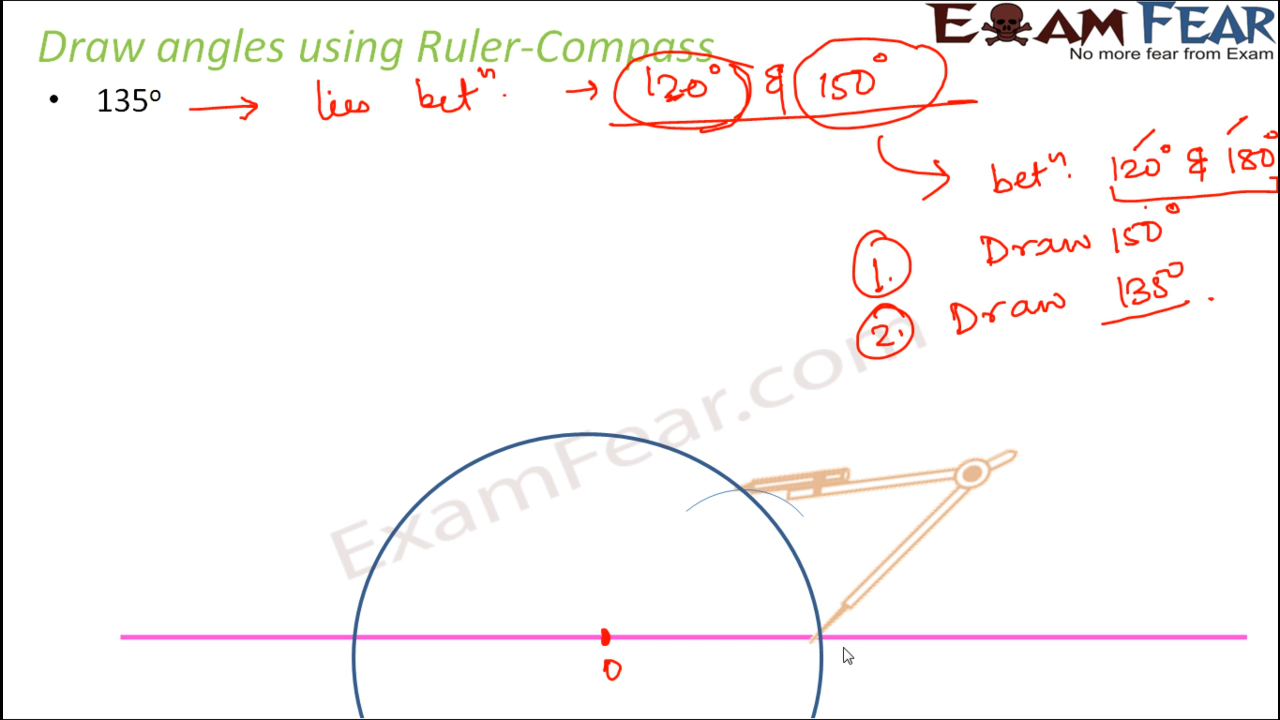 Draw angles using Ruler-Compass
EXAM FEAR
No more fear from Exam
• 135⁰ → lies betⁿ. → 120° & 150°
betⁿ. 120° & 180°
1. Draw 150°
2. Draw 135°.
ExamFear.com
O